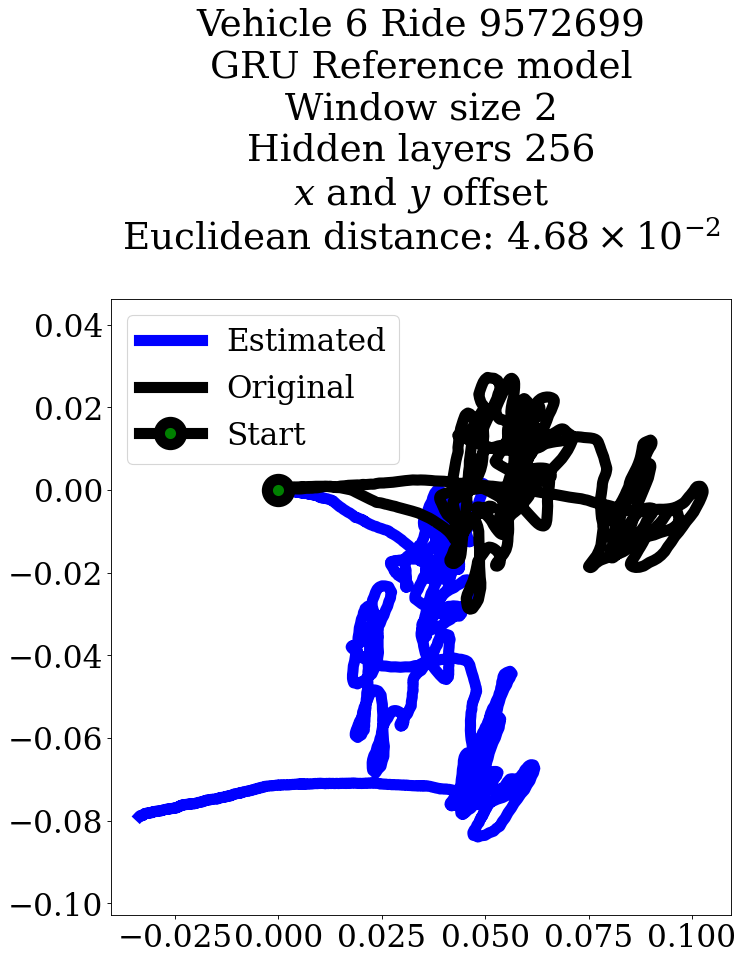 Vehicle 6 Ride 9572699
GRU Reference model
Window size 2
Hidden layers 256
x and y offset
Euclidean distance: 4.68 × 10⁻²
Estimated
Original
Start
0.04
0.02
0.00
−0.02
−0.04
−0.06
−0.08
−0.10
−0.025 0.000 0.025 0.050 0.075 0.100